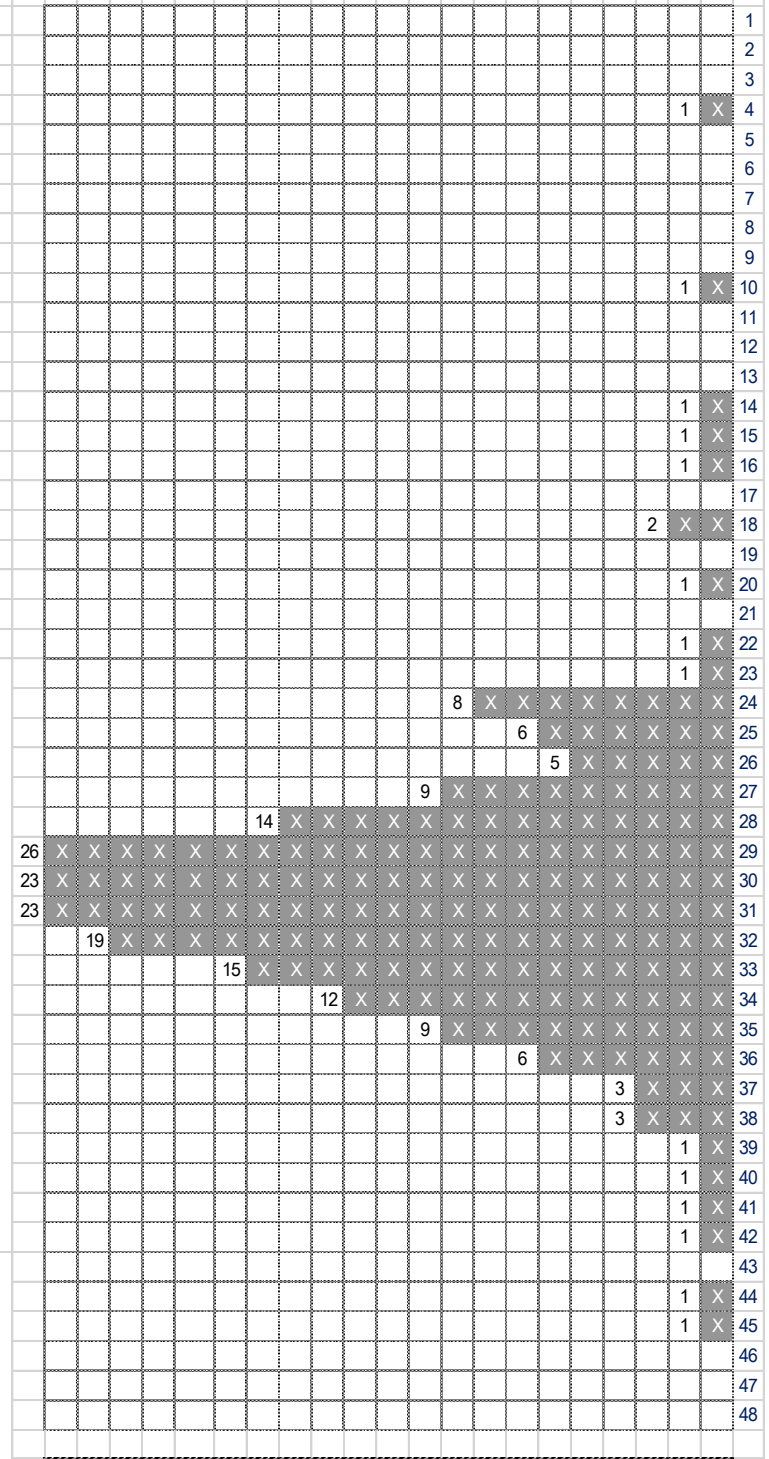 1
2
3
1 X 4
5
6
7
8
9
1 X 10
11
12
13
1 X 14
1 X 15
1 X 16
17
2 X X 18
19
1 X 20
21
1 X 22
1 X 23
8 X X X X X X X X 24
6 X X X X X X 25
5 X X X X X 26
9 X X X X X X X X X 27
14 X X X X X X X X X X X X X X 28
26 X X X X X X X X X X X X X X X X X X X X X 29
23 X X X X X X X X X X X X X X X X X X X X X 30
23 X X X X X X X X X X X X X X X X X X X X X 31
19 X X X X X X X X X X X X X X X X X X X 32
15 X X X X X X X X X X X X X X X 33
12 X X X X X X X X X X X X 34
9 X X X X X X X X X 35
6 X X X X X X 36
3 X X X 37
3 X X X 38
1 X 39
1 X 40
1 X 41
1 X 42
43
1 X 44
1 X 45
46
47
48